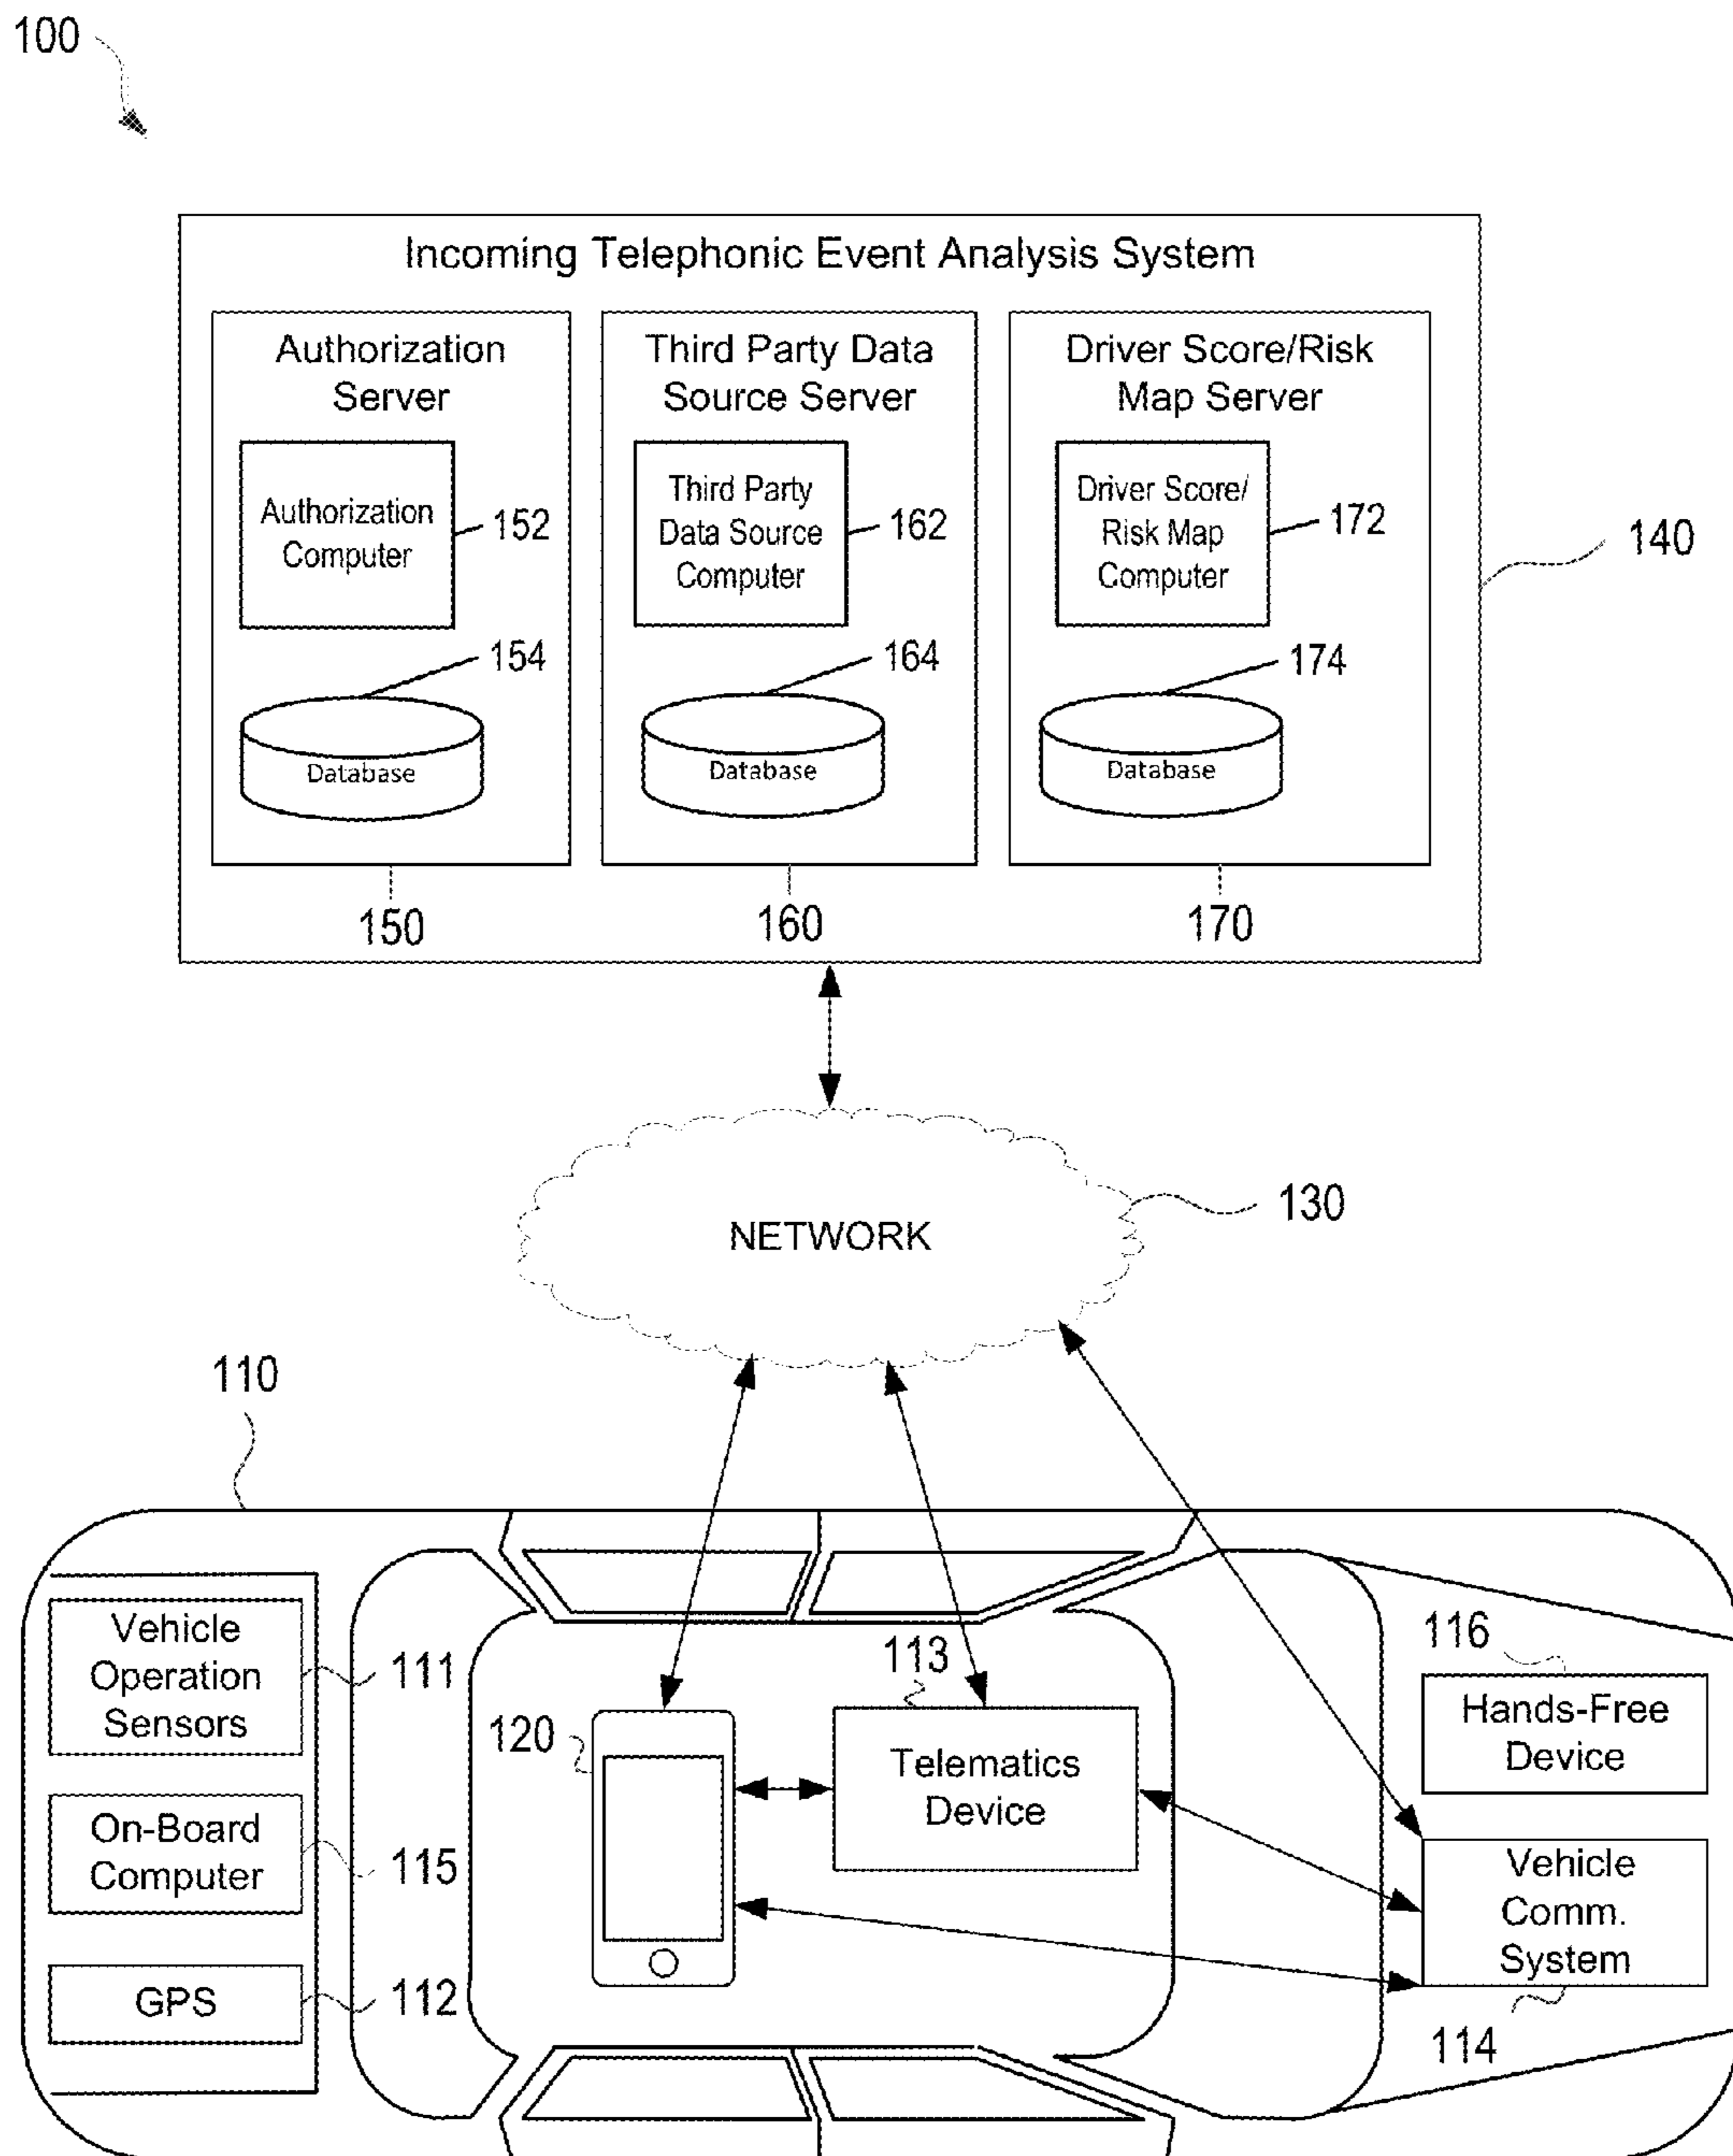 100
Incoming Telephonic Event Analysis System
Authorization
Server
Authorization
Computer
152
154
Database
150
Third Party Data
Source Server
Third Party
Data Source
Computer
162
164
Database
160
Driver Score/Risk
Map Server
Driver Score/
Risk Map
Computer
172
174
Database
170
140
NETWORK
130
110
Vehicle
Operation
Sensors
111
On-Board
Computer
115
GPS
112
120
113
Telematics
Device
116
Hands-Free
Device
Vehicle
Comm.
System
114